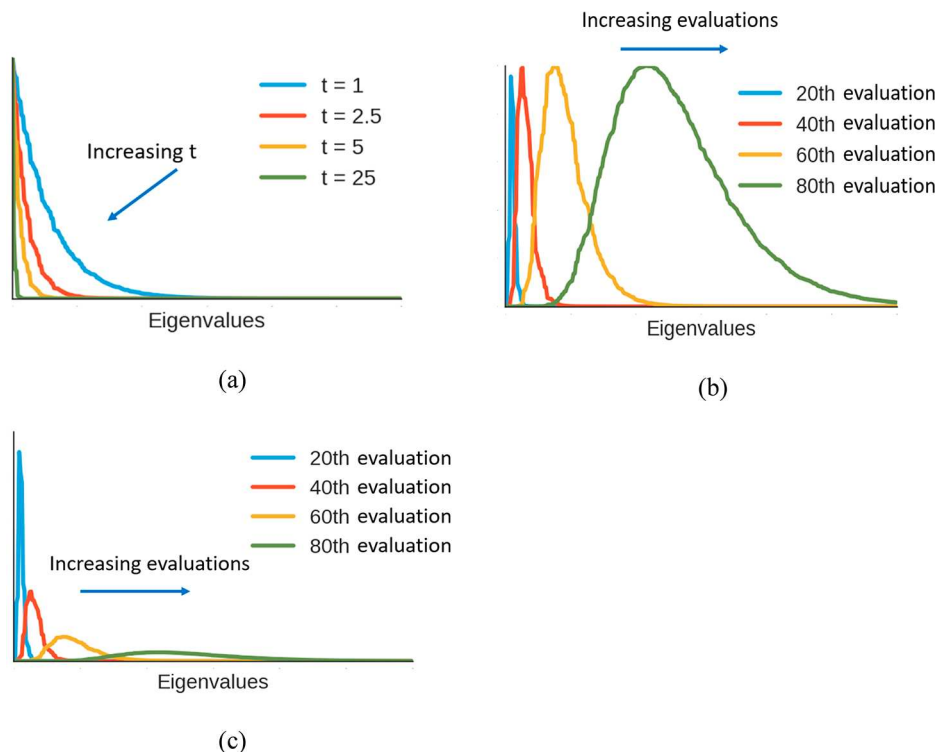 t = 1
t = 2.5
t = 5
t = 25
Increasing t
Eigenvalues
(a)
Increasing evaluations
20th evaluation
40th evaluation
60th evaluation
80th evaluation
Eigenvalues
(b)
20th evaluation
40th evaluation
60th evaluation
80th evaluation
Increasing evaluations
Eigenvalues
(c)